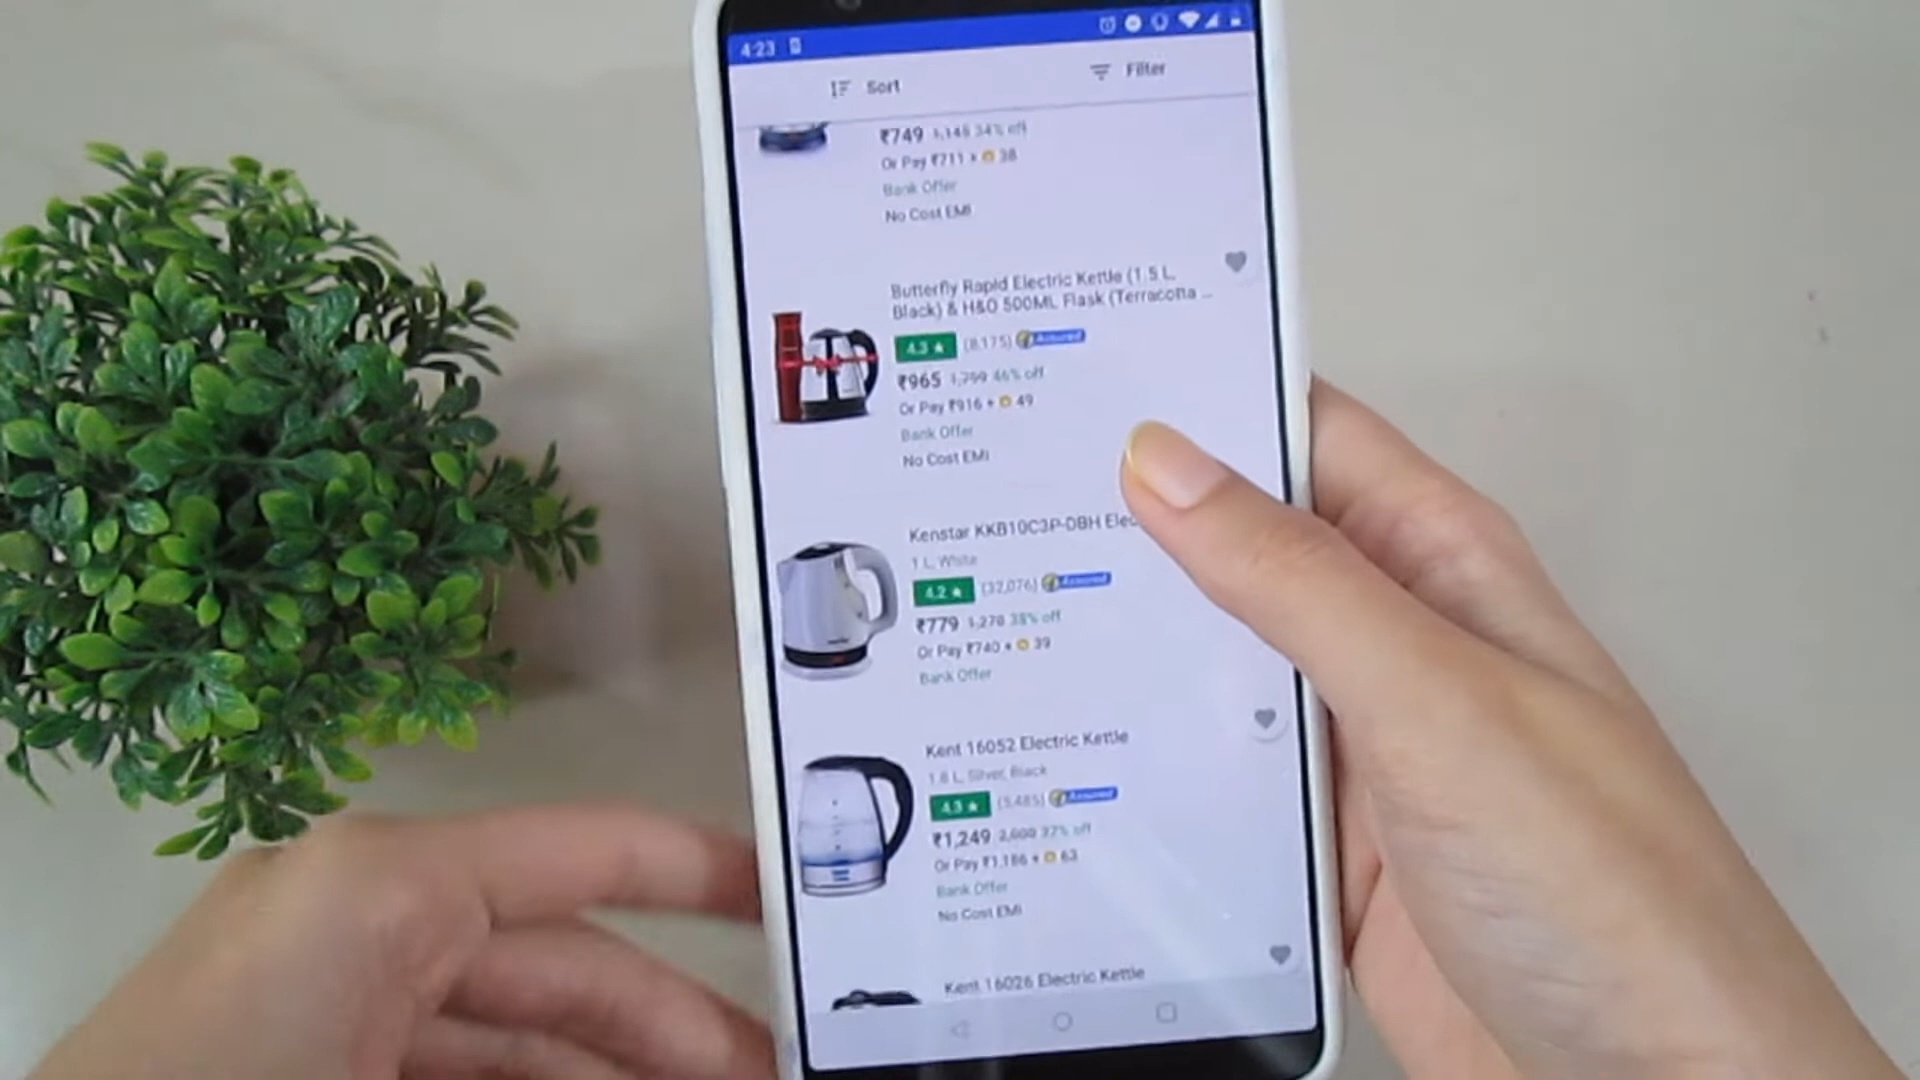 4:23
Sort
Filter
₹749 1,148 34% off
Or Pay ₹711 + 38
Bank Offer
No Cost EMI
Butterfly Rapid Electric Kettle (1.5 L,
Black) & H&O 500ML Flask (Terracotta ...
4.3 ★ (8,175) Assured
₹965 1,799 46% off
Or Pay ₹916 + 49
Bank Offer
No Cost EMI
Kenstar KKB10C3P-DBH Elec
1 L, White
4.2 ★ (32,076) Assured
₹779 1,278 38% off
Or Pay ₹740 + 39
Bank Offer
Kent 16052 Electric Kettle
1.8 L, Silver, Black
4.3 ★ (5,485) Assured
₹1,249 2,000 37% off
Or Pay ₹1,186 + 63
Bank Offer
No Cost EMI
Kent 16026 Electric Kettle